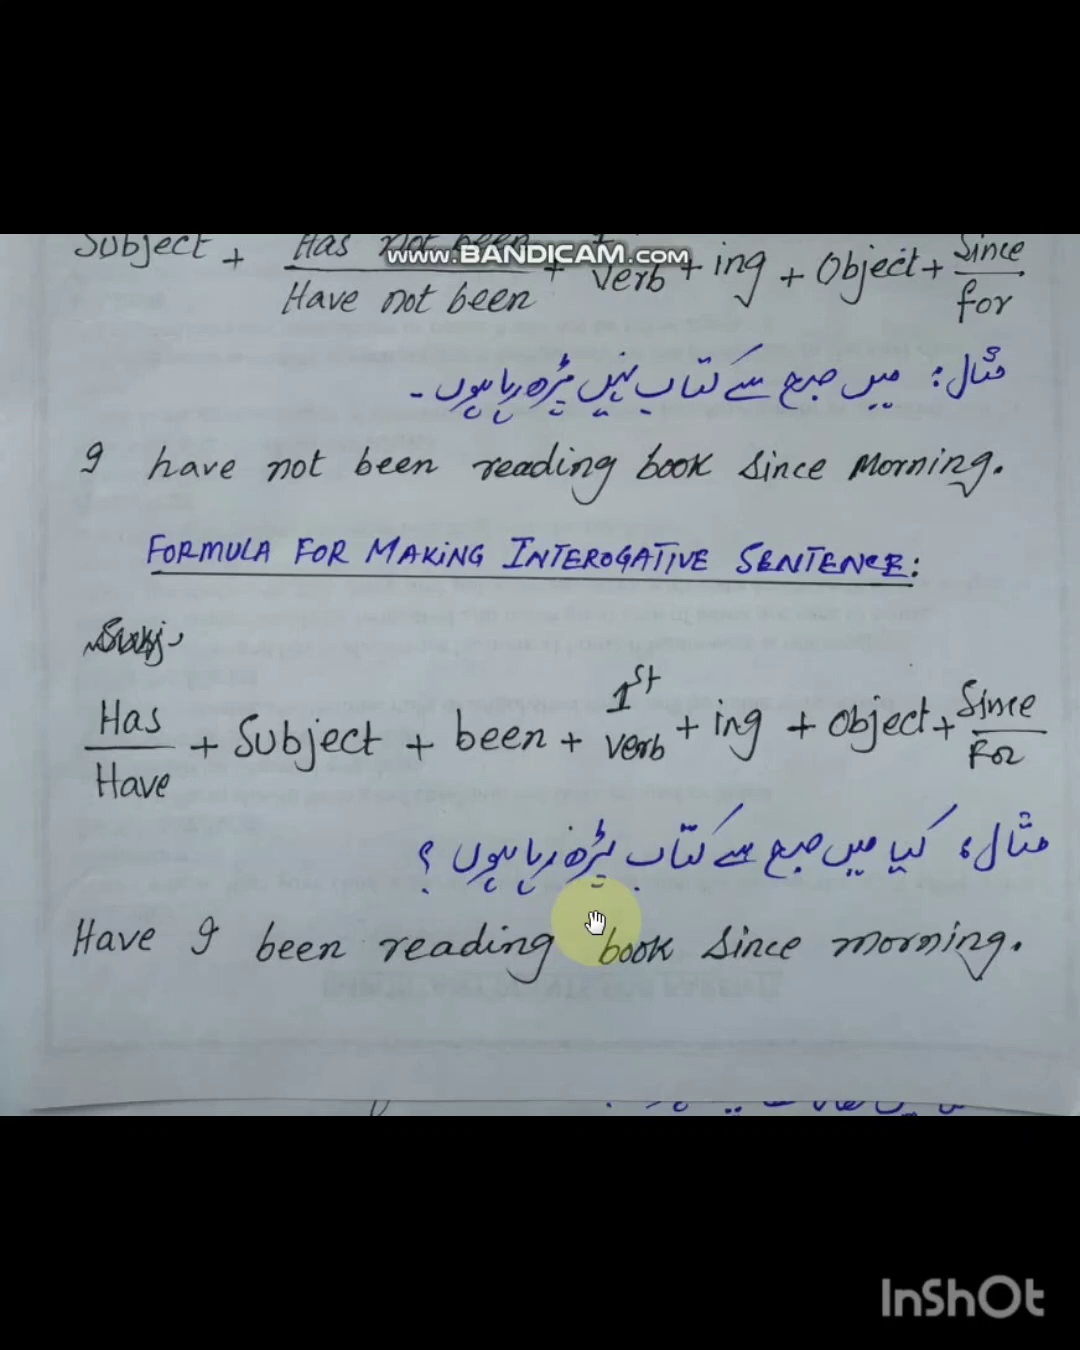 www.BANDICAM.com
Subject + Has not been / Have not been + 1 verb + ing + Object + Since / for
مثال: میں صبح سے کتاب نہیں پڑھ رہا ہوں۔
I have not been reading book Since Morning.
FORMULA FOR MAKING INTEROGATIVE SENTENCE:
Has / Have + Subject + been + 1st verb + ing + Object + Since / For
مثال: کیا میں صبح سے کتاب پڑھ رہا ہوں ؟
Have I been reading book Since morning.
InShOt